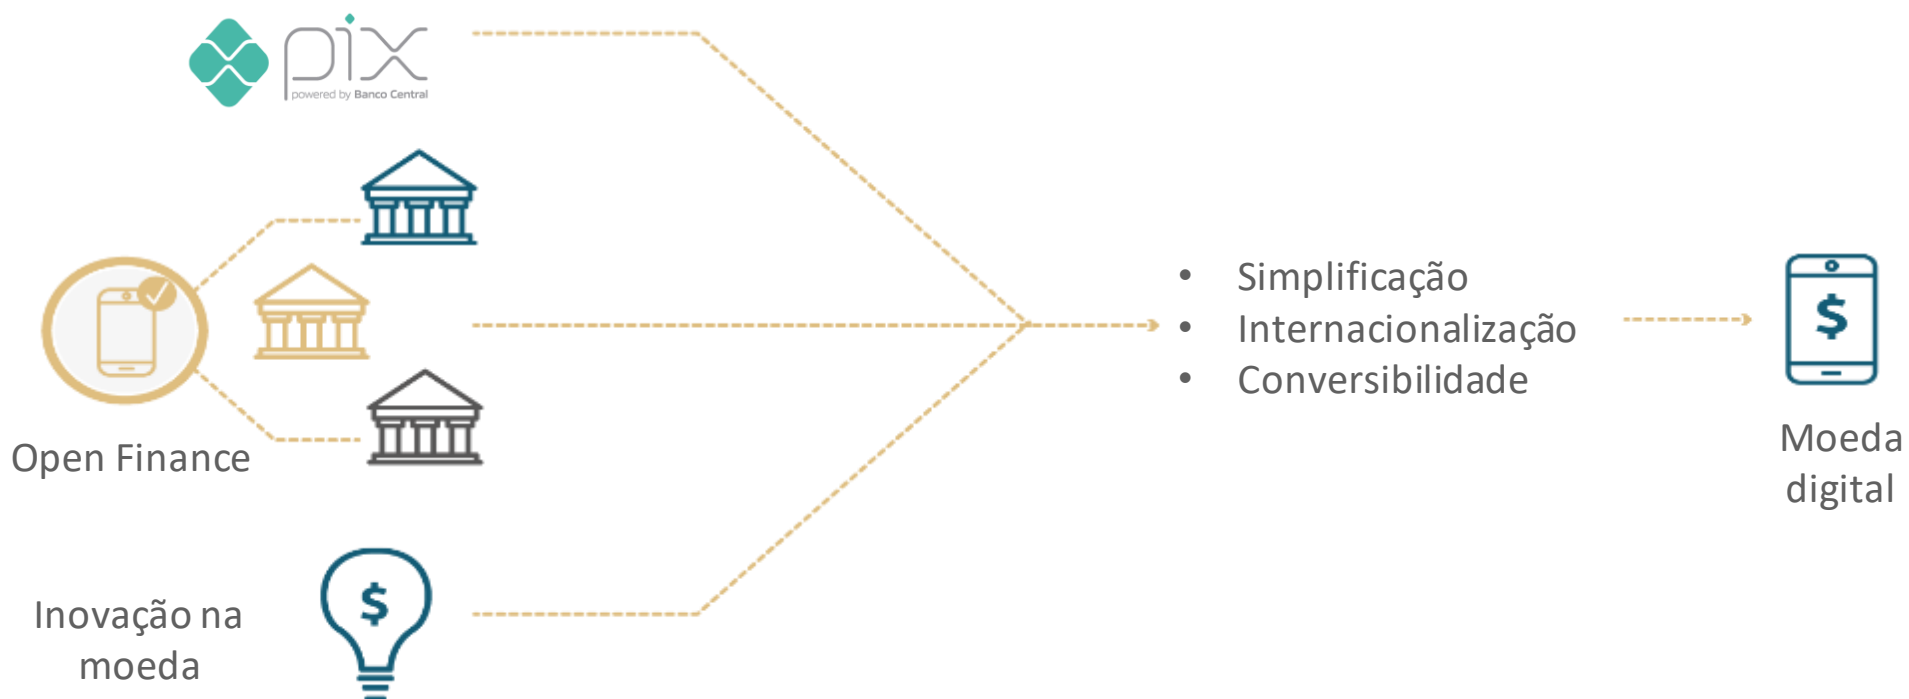 pix
powered by Banco Central
Open Finance
Inovação na
moeda
$
• Simplificação
• Internacionalização
• Conversibilidade
$
Moeda
digital